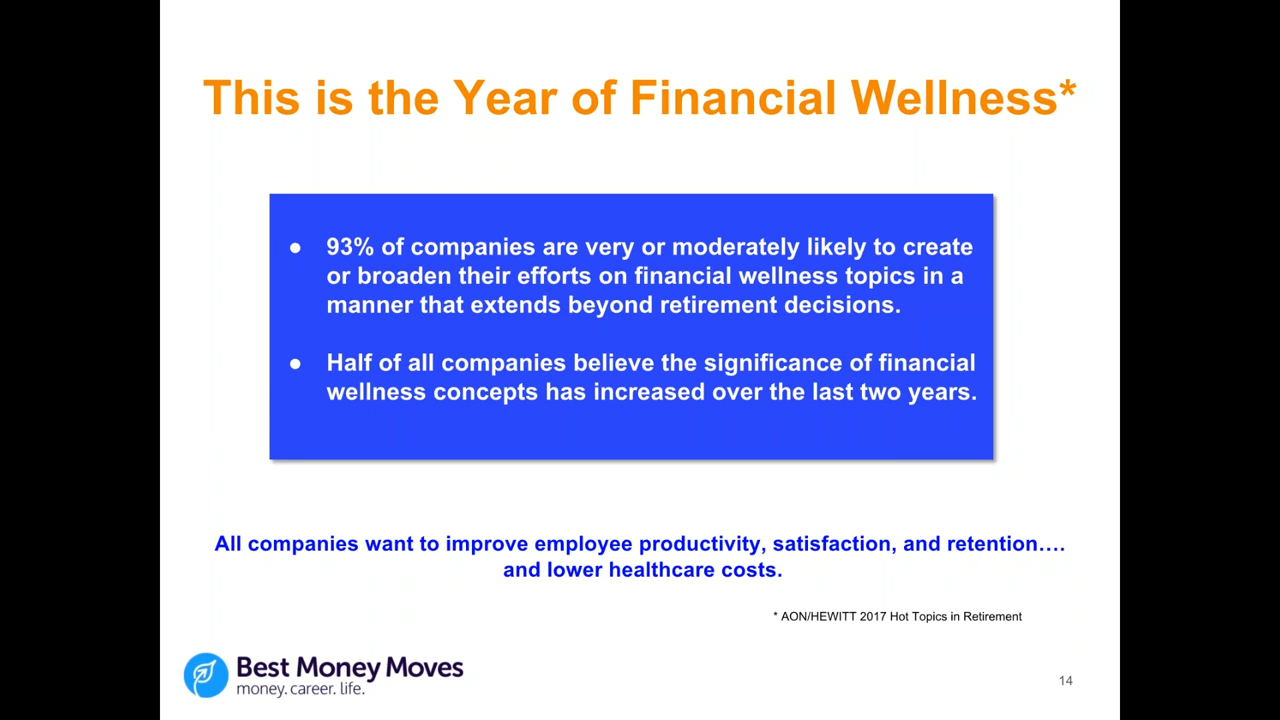 This is the Year of Financial Wellness*
● 93% of companies are very or moderately likely to create
or broaden their efforts on financial wellness topics in a
manner that extends beyond retirement decisions.
● Half of all companies believe the significance of financial
wellness concepts has increased over the last two years.
All companies want to improve employee productivity, satisfaction, and retention….
and lower healthcare costs.
* AON/HEWITT 2017 Hot Topics in Retirement
Best Money Moves
money. career. life.
14